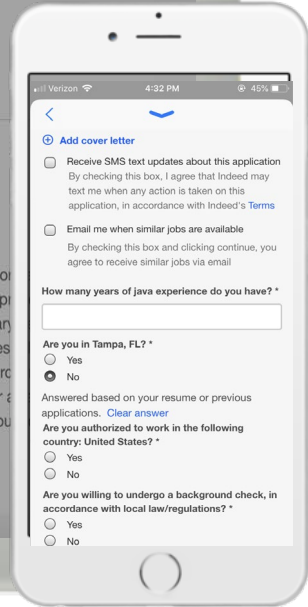 Verizon 4:32 PM 45%
Add cover letter
Receive SMS text updates about this application
By checking this box, I agree that Indeed may
text me when any action is taken on this
application, in accordance with Indeed's Terms
Email me when similar jobs are available
By checking this box and clicking continue, you
agree to receive similar jobs via email
How many years of java experience do you have? *
Are you in Tampa, FL? *
Yes
No
Answered based on your resume or previous
applications. Clear answer
Are you authorized to work in the following
country: United States? *
Yes
No
Are you willing to undergo a background check, in
accordance with local law/regulations? *
Yes
No